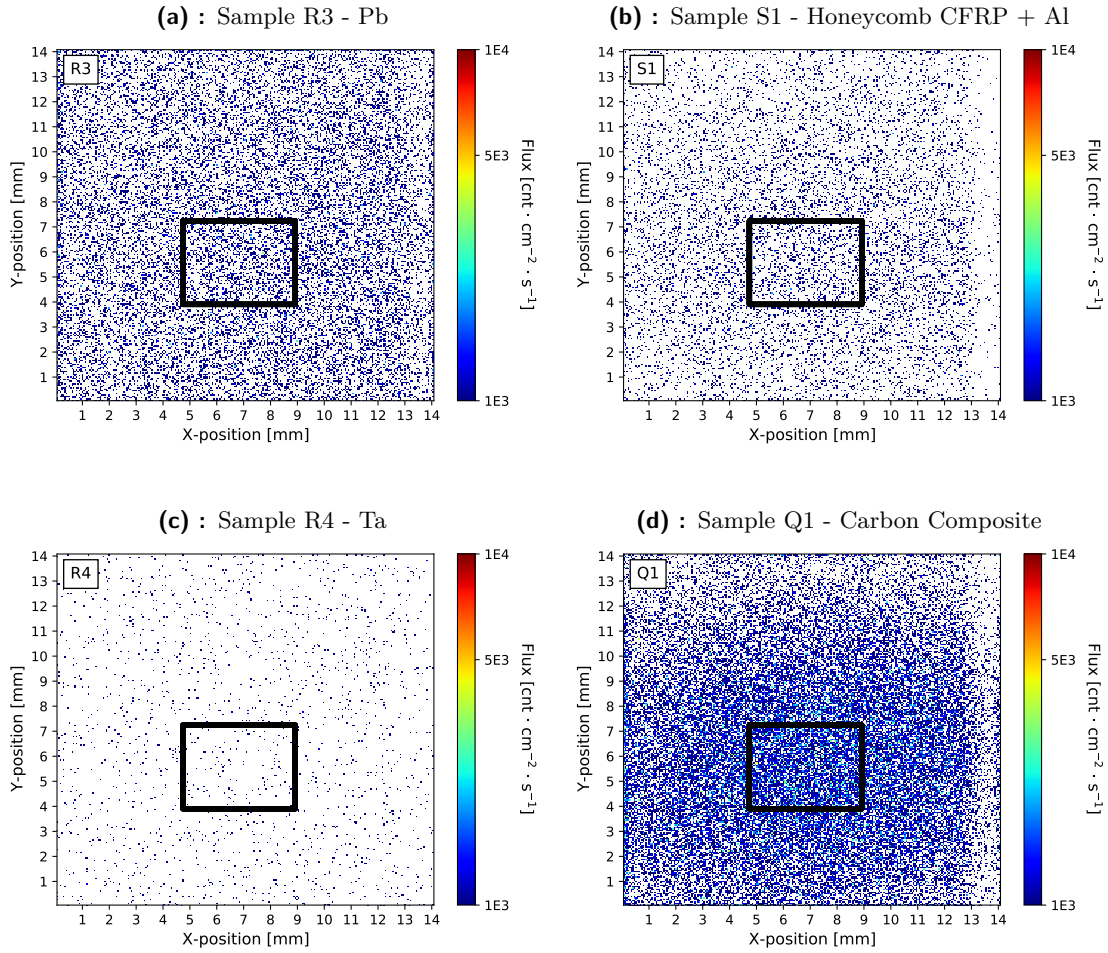 (a) : Sample R3 - Pb
R3
14
13
12
11
10
9
8
7
6
5
4
3
2
1
Y-position [mm]
1 2 3 4 5 6 7 8 9 10 11 12 13 14
X-position [mm]
1E4
5E3
1E3
Flux [cnt · cm⁻² · s⁻¹]
(b) : Sample S1 - Honeycomb CFRP + Al
S1
14
13
12
11
10
9
8
7
6
5
4
3
2
1
Y-position [mm]
1 2 3 4 5 6 7 8 9 10 11 12 13 14
X-position [mm]
1E4
5E3
1E3
Flux [cnt · cm⁻² · s⁻¹]
(c) : Sample R4 - Ta
R4
14
13
12
11
10
9
8
7
6
5
4
3
2
1
Y-position [mm]
1 2 3 4 5 6 7 8 9 10 11 12 13 14
X-position [mm]
1E4
5E3
1E3
Flux [cnt · cm⁻² · s⁻¹]
(d) : Sample Q1 - Carbon Composite
Q1
14
13
12
11
10
9
8
7
6
5
4
3
2
1
Y-position [mm]
1 2 3 4 5 6 7 8 9 10 11 12 13 14
X-position [mm]
1E4
5E3
1E3
Flux [cnt · cm⁻² · s⁻¹]